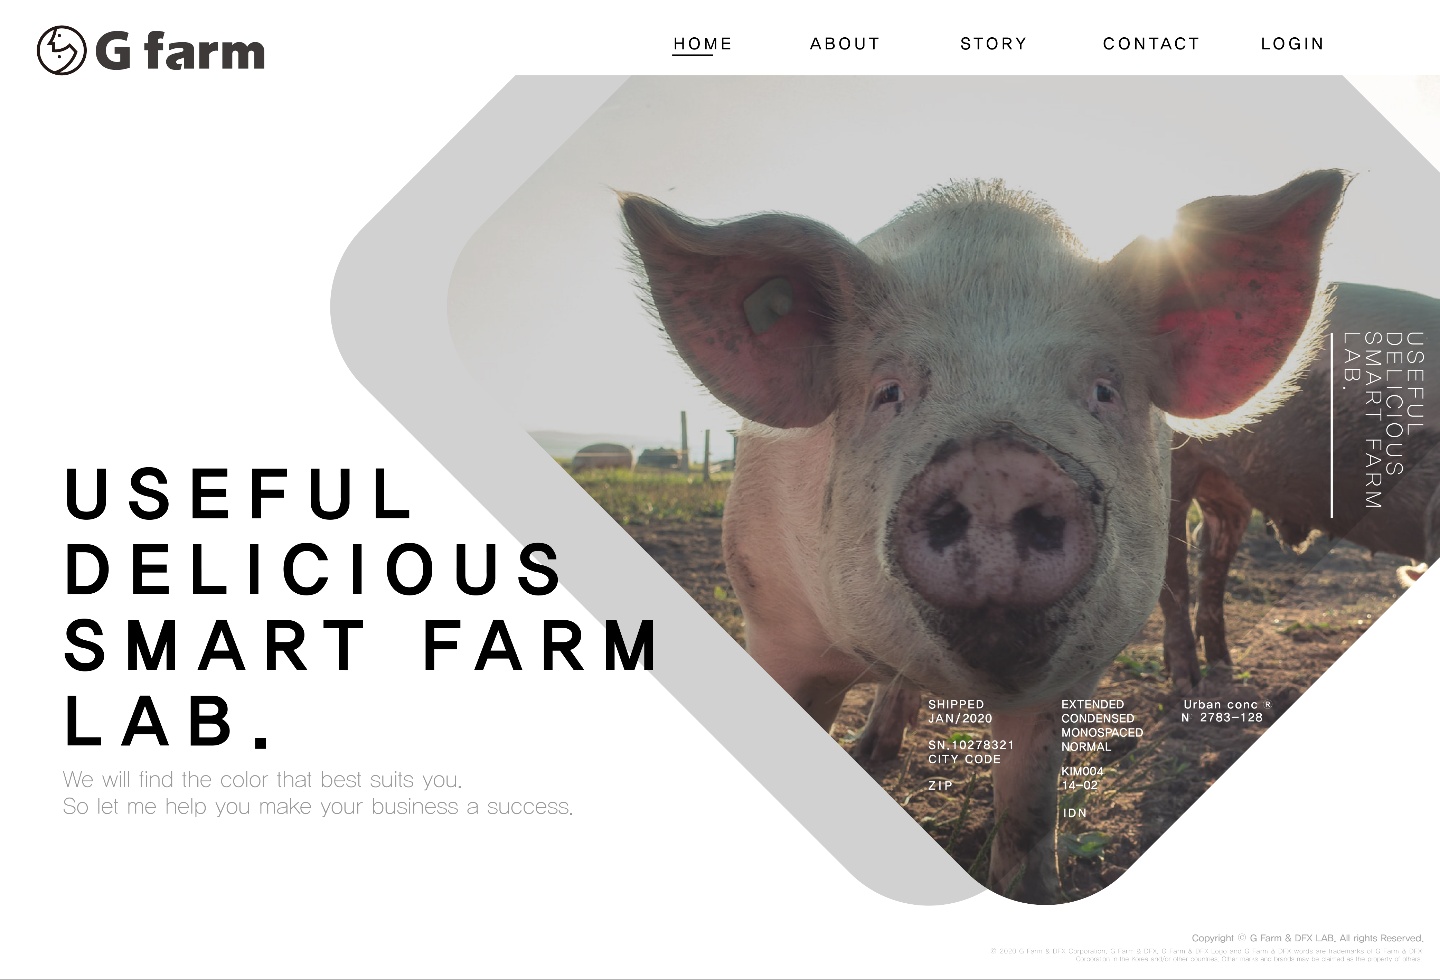 G farm
HOME ABOUT STORY CONTACT LOGIN
USEFUL
DELICIOUS
SMART FARM
LAB.
USEFUL
DELICIOUS
SMART FARM
LAB.
We will find the color that best suits you.
So let me help you make your business a success.
SHIPPED
JAN/2020
SN.10278321
CITY CODE
ZIP
EXTENDED
CONDENSED
MONOSPACED
NORMAL
KIM004
14-02
IDN
Urban conc ®
N 2783-128
Copyright © G Farm & DFX LAB. All rights Reserved.